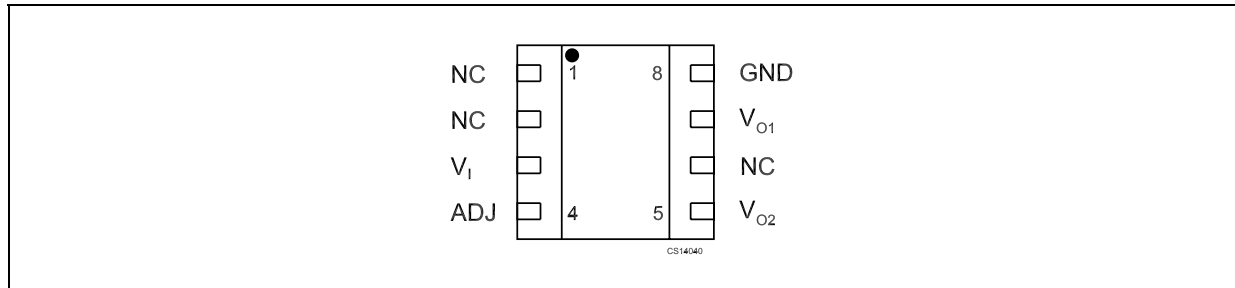 NC 1 8 GND
NC V_O1
V_I NC
ADJ 4 5 V_O2
CS14040